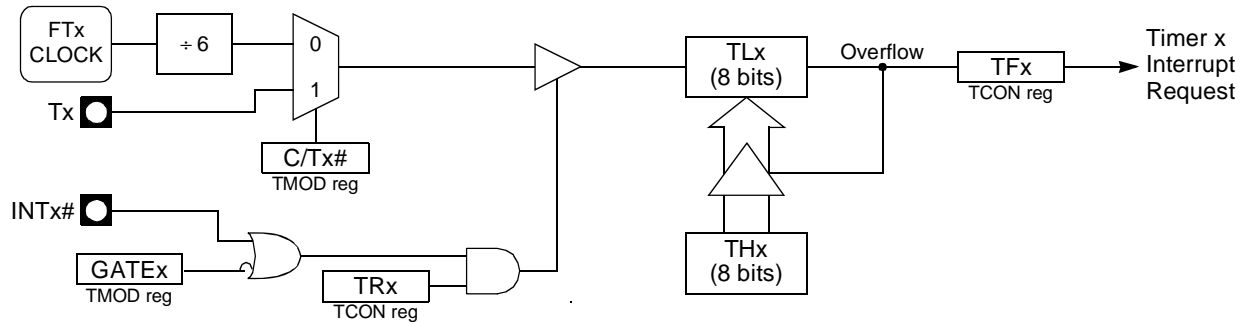 FTx
CLOCK
÷ 6
0
1
Tx
C/Tx#
TMOD reg
INTx#
GATEx
TMOD reg
TRx
TCON reg
TLx
(8 bits)
THx
(8 bits)
Overflow
TFx
TCON reg
Timer x
Interrupt
Request